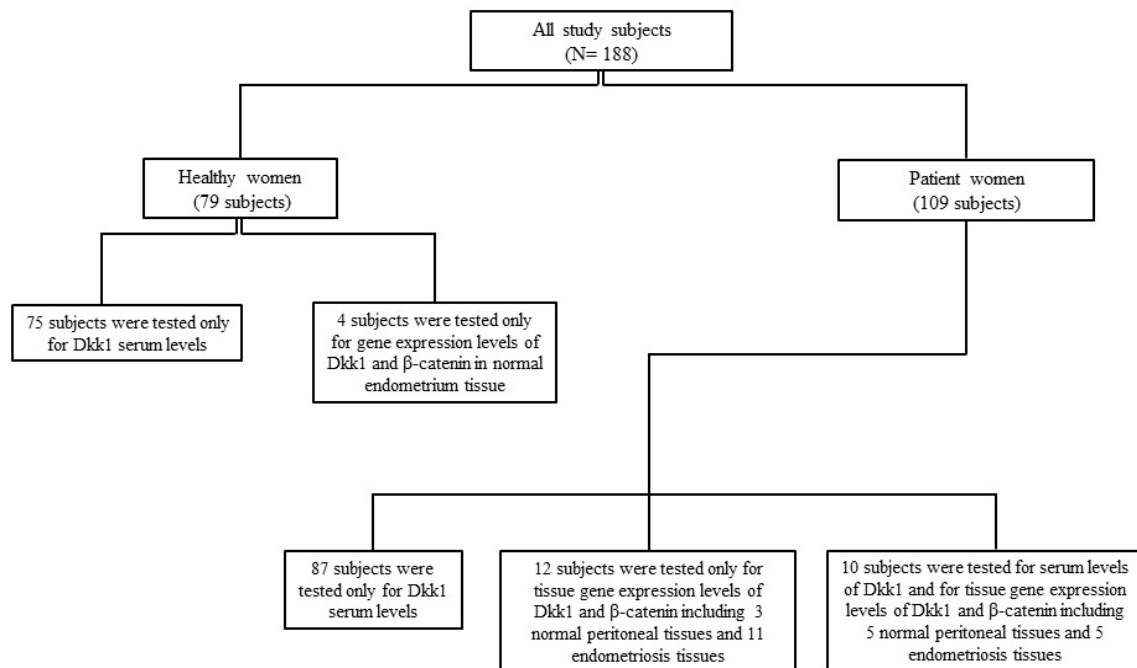 All study subjects
(N= 188)
Healthy women
(79 subjects)
Patient women
(109 subjects)
75 subjects were tested only
for Dkk1 serum levels
4 subjects were tested only
for gene expression levels of
Dkk1 and β-catenin in normal
endometrium tissue
87 subjects were
tested only for Dkk1
serum levels
12 subjects were tested only for
tissue gene expression levels of
Dkk1 and β-catenin including 3
normal peritoneal tissues and 11
endometriosis tissues
10 subjects were tested for serum levels
of Dkk1 and for tissue gene expression
levels of Dkk1 and β-catenin including
5 normal peritoneal tissues and 5
endometriosis tissues